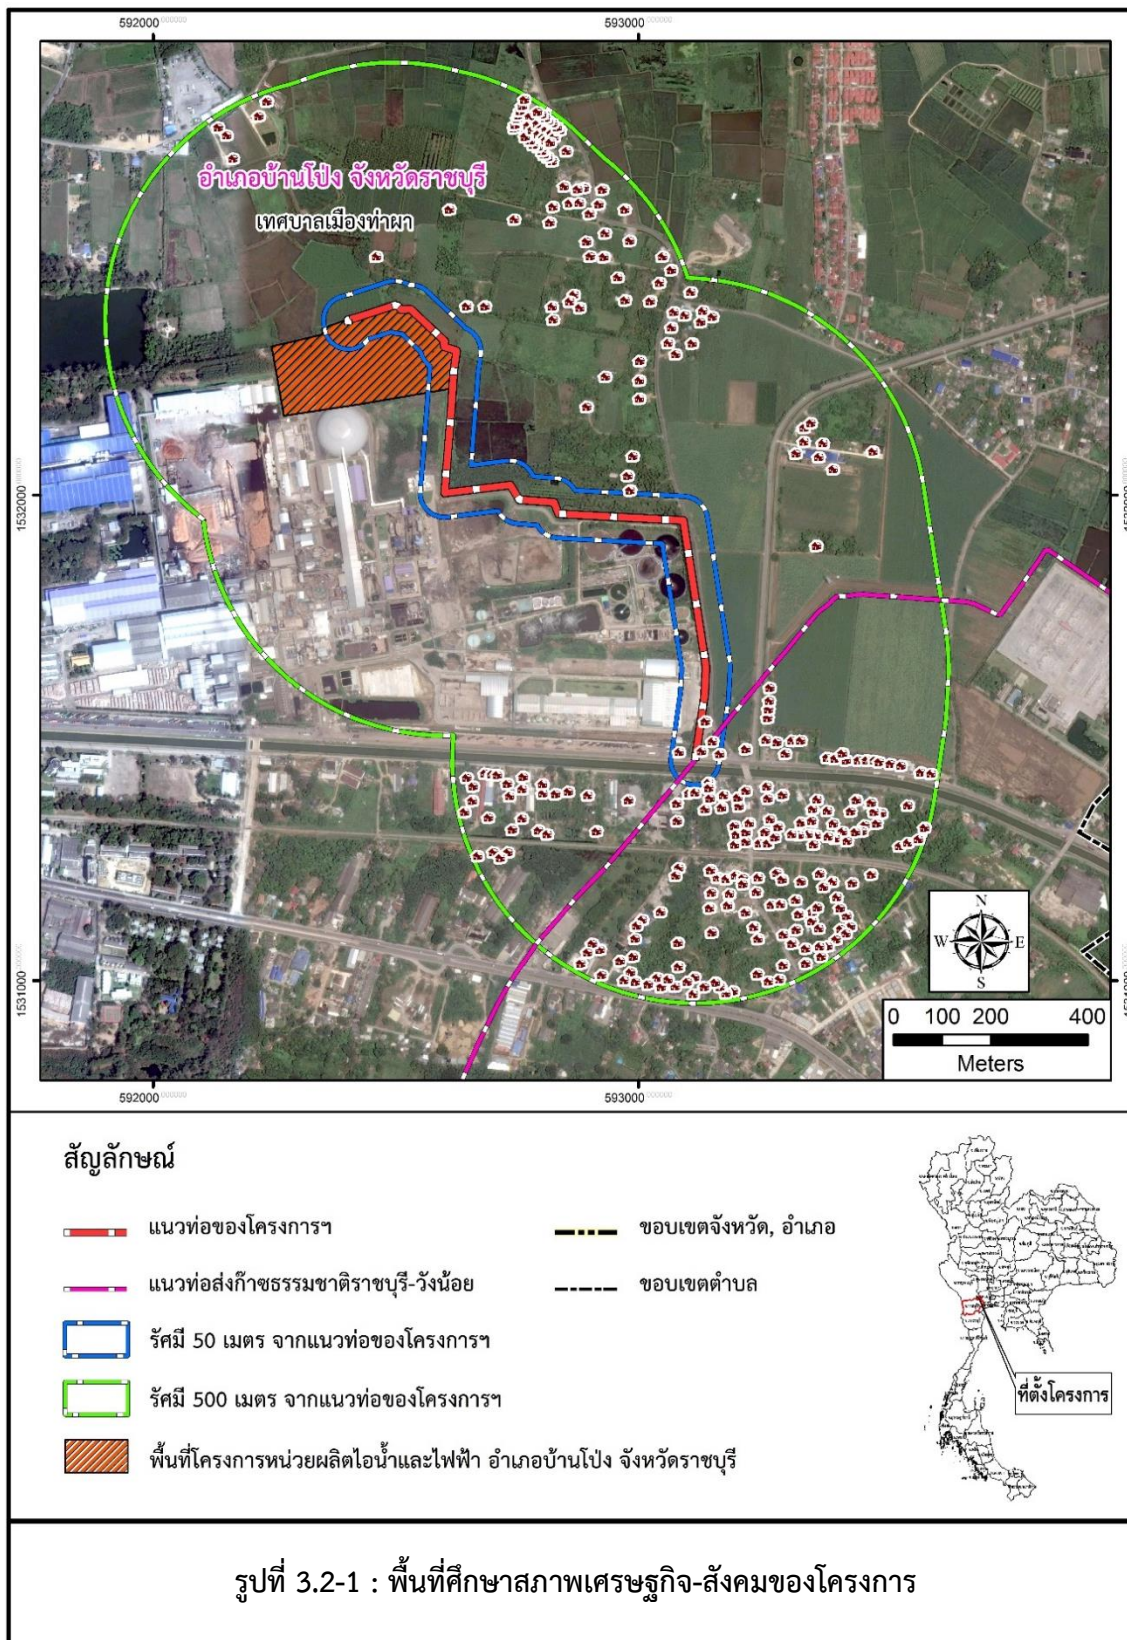 592000
593000
อำเภอบ้านโป่ง จังหวัดราชบุรี
เทศบาลเมืองท่าผา
1532000
1531000
N
W
E
S
0 100 200 400
Meters
592000
593000
สัญลักษณ์
แนวท่อของโครงการฯ
ขอบเขตจังหวัด, อำเภอ
แนวท่อส่งก๊าซธรรมชาติราชบุรี-วังน้อย
ขอบเขตตำบล
รัศมี 50 เมตร จากแนวท่อของโครงการฯ
รัศมี 500 เมตร จากแนวท่อของโครงการฯ
ที่ตั้งโครงการ
พื้นที่โครงการหน่วยผลิตไอน้ำและไฟฟ้า อำเภอบ้านโป่ง จังหวัดราชบุรี
รูปที่ 3.2-1 : พื้นที่ศึกษาสภาพเศรษฐกิจ-สังคมของโครงการ